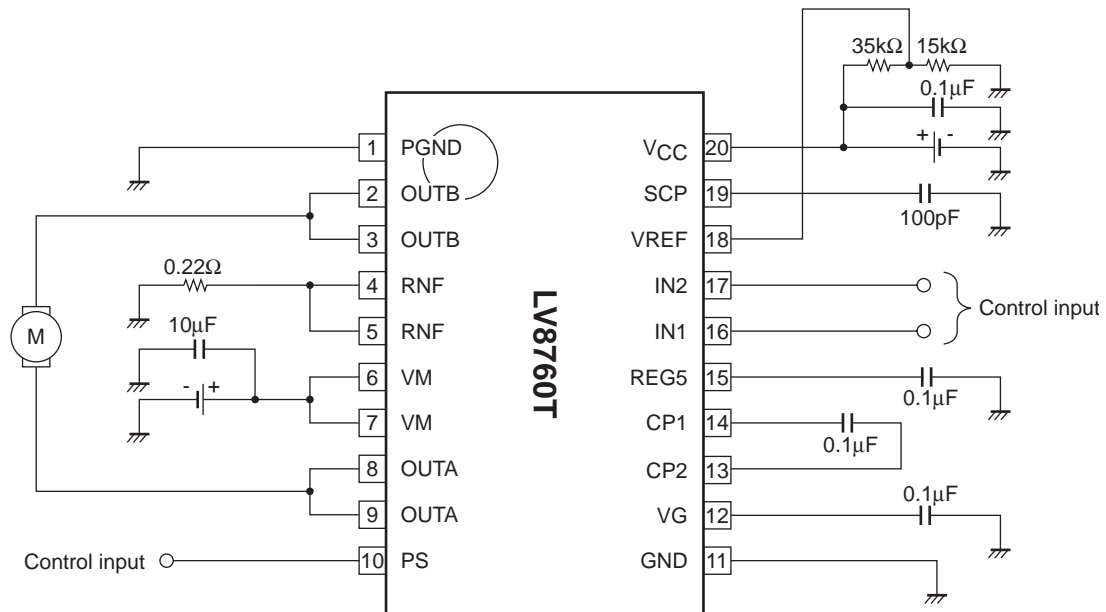 35kΩ 15kΩ
0.1μF
1 PGND VCC 20 + -
2 OUTB SCP 19
100pF
3 OUTB VREF 18
0.22Ω
4 RNF IN2 17
Control input
M 10μF
5 RNF IN1 16
LV8760T
6 VM REG5 15
- +
0.1μF
7 VM CP1 14
0.1μF
8 OUTA CP2 13
0.1μF
9 OUTA VG 12
Control input 10 PS GND 11